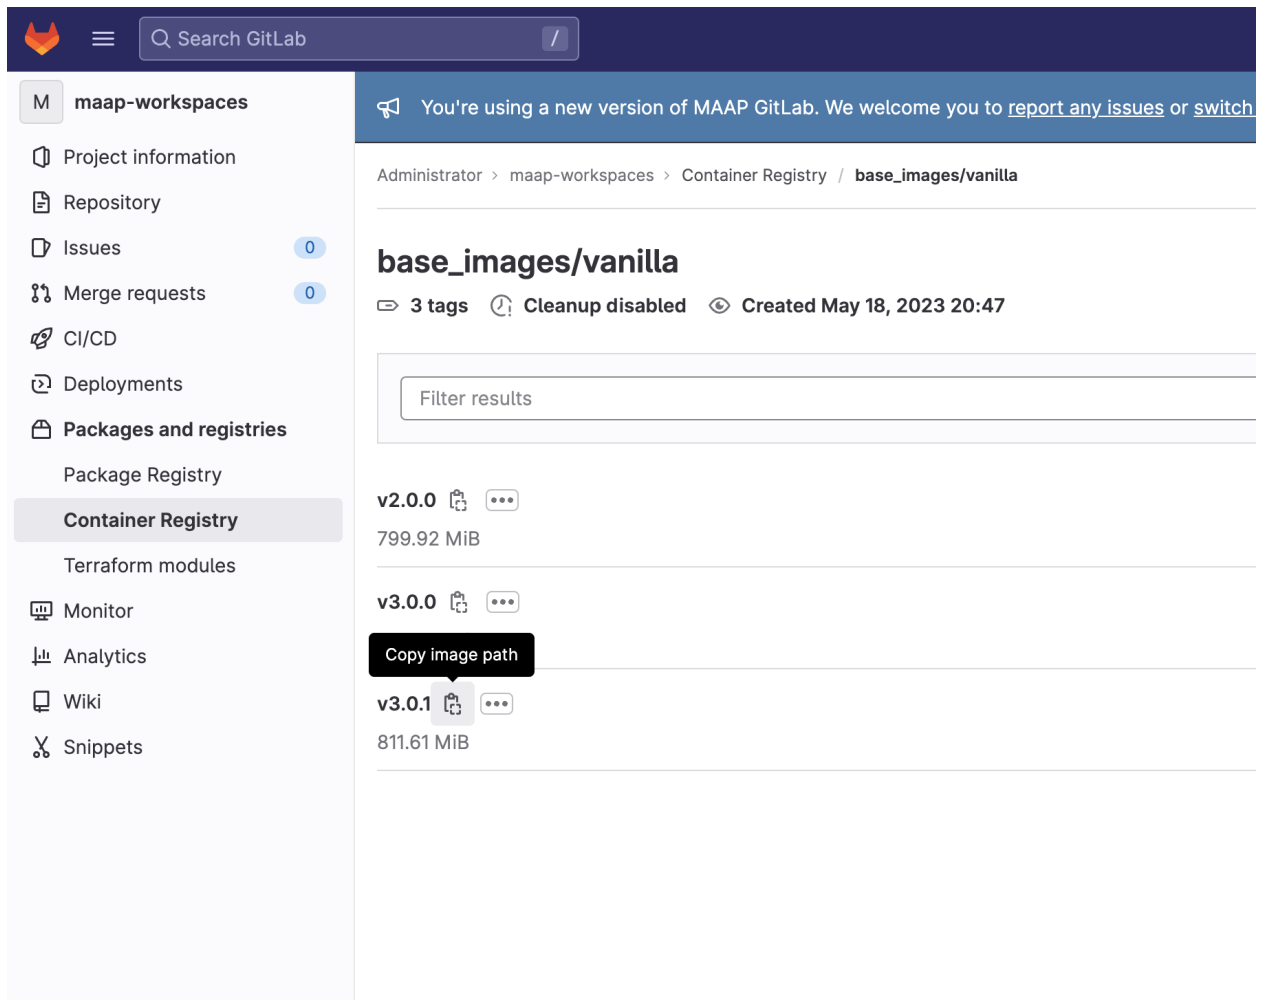 Search GitLab /
M maap-workspaces
Project information
Repository
Issues 0
Merge requests 0
CI/CD
Deployments
Packages and registries
Package Registry
Container Registry
Terraform modules
Monitor
Analytics
Wiki
Snippets
You're using a new version of MAAP GitLab. We welcome you to report any issues or switch
Administrator > maap-workspaces > Container Registry / base_images/vanilla
base_images/vanilla
3 tags Cleanup disabled Created May 18, 2023 20:47
Filter results
v2.0.0
799.92 MiB
v3.0.0
Copy image path
v3.0.1
811.61 MiB